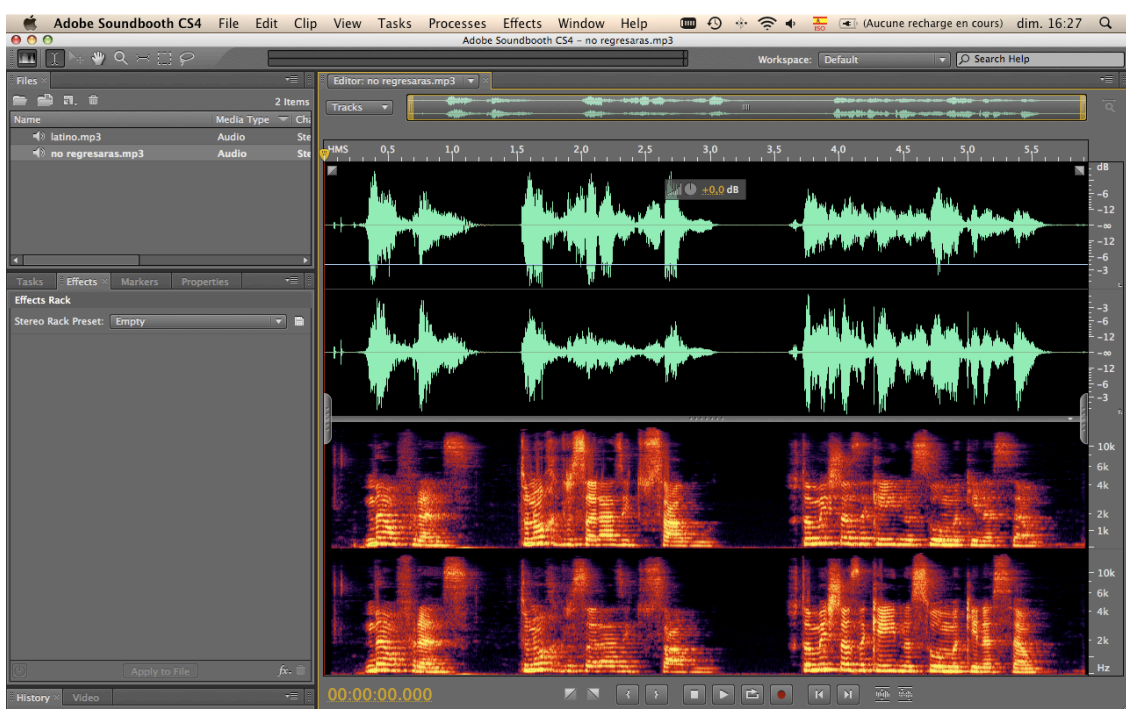 Adobe Soundbooth CS4 File Edit Clip View Tasks Processes Effects Window Help ISO (Aucune recharge en cours) dim. 16:27
Adobe Soundbooth CS4 – no regresaras.mp3
Workspace: Default Search Help
Files
2 Items
Name Media Type Cha
latino.mp3 Audio Ste
no regresaras.mp3 Audio Ste
Tasks Effects Markers Properties
Effects Rack
Stereo Rack Preset: Empty
Apply to File fx
History Video
Editor: no regresaras.mp3
Tracks
HMS 0,5 1,0 1,5 2,0 2,5 3,0 3,5 4,0 4,5 5,0 5,5
+0,0 dB
dB
-6
-12
-∞
-12
-6
-3
L
-3
-6
-12
-∞
-12
-6
-3
10k
6k
4k
2k
1k
10k
6k
4k
2k
Hz
00:00:00.000